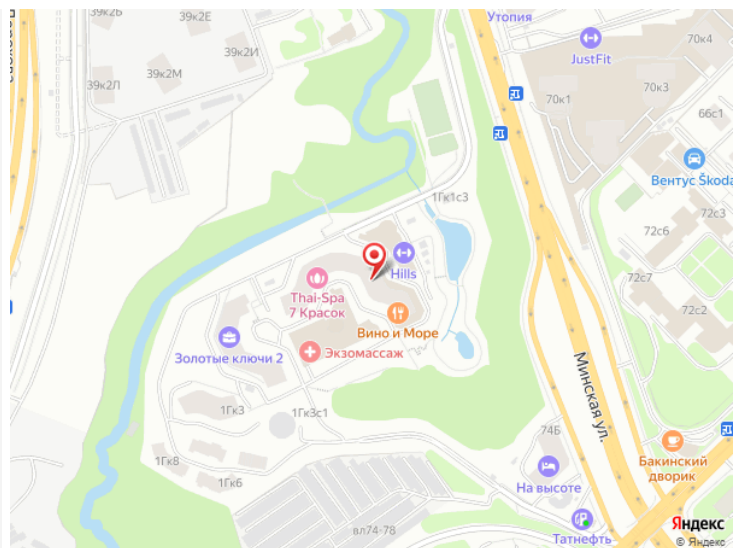 39к2Б
39к2Е
39к2И
39к2М
39к2Л
Утопия
JustFit
70к4
70к1
70к3
66с1
Вентус Škoda
72с3
72с6
72с7
72с2
1Гк1с3
Hills
Thai-Spa
7 Красок
Вино и Море
Золотые ключи 2
Экзомассаж
Минская ул.
1Гк3
1Гк3с1
1Гк8
1Гк6
74Б
На высоте
Бакинский
дворик
вл74-78
Татнефть
Яндекс
© Яндекс